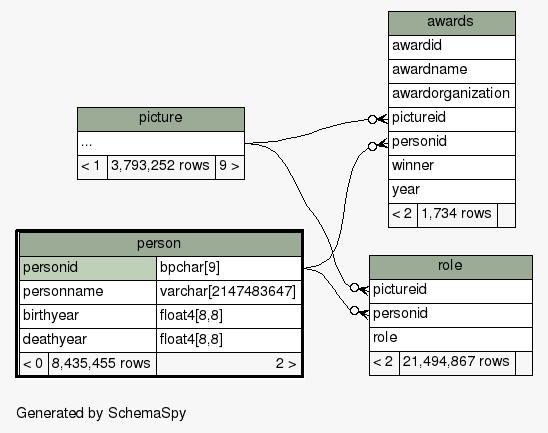 awards
awardid
awardname
awardorganization
pictureid
personid
winner
year
< 2 1,734 rows
picture
...
< 1 3,793,252 rows 9 >
person
personid bpchar[9]
personname varchar[2147483647]
birthyear float4[8,8]
deathyear float4[8,8]
< 0 8,435,455 rows 2 >
role
pictureid
personid
role
< 2 21,494,867 rows
Generated by SchemaSpy